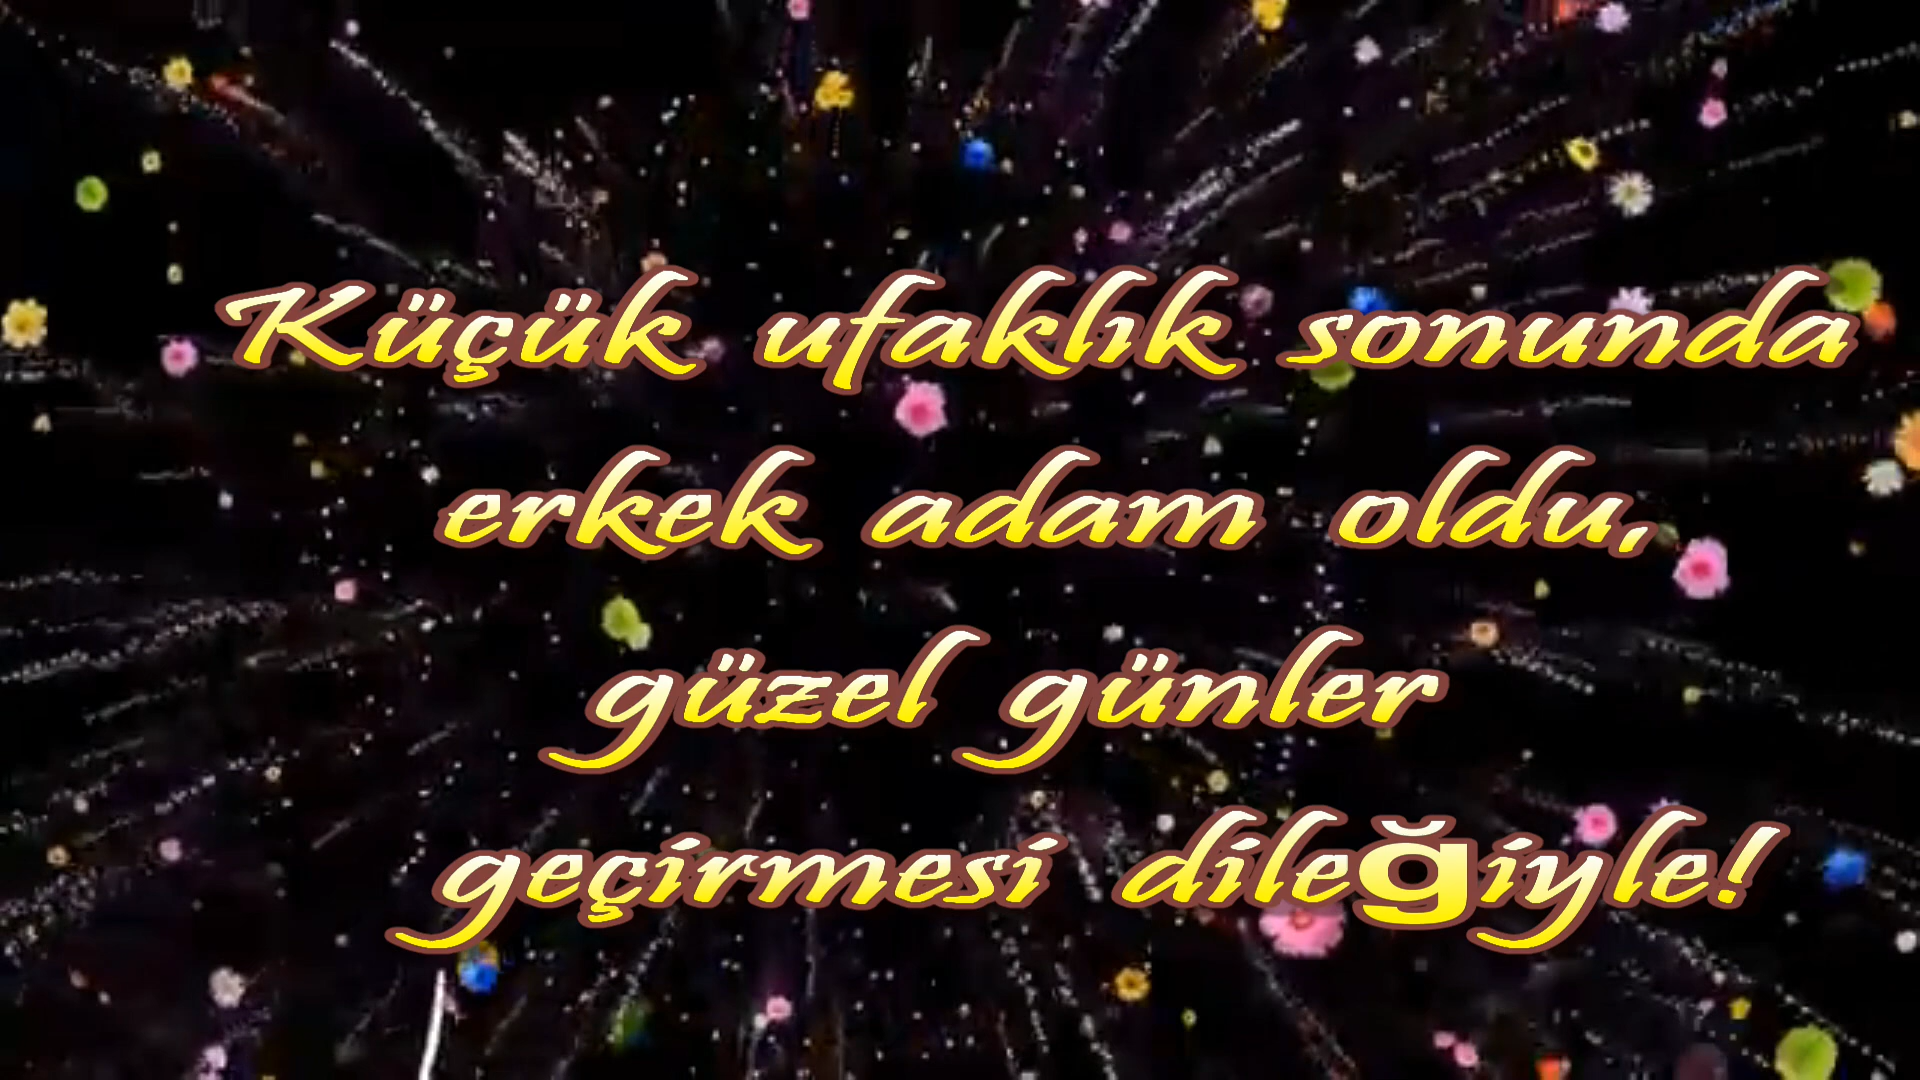 Küçük ufaklık sonunda
erkek adam oldu,
güzel günler
geçirmesi dileğiyle!